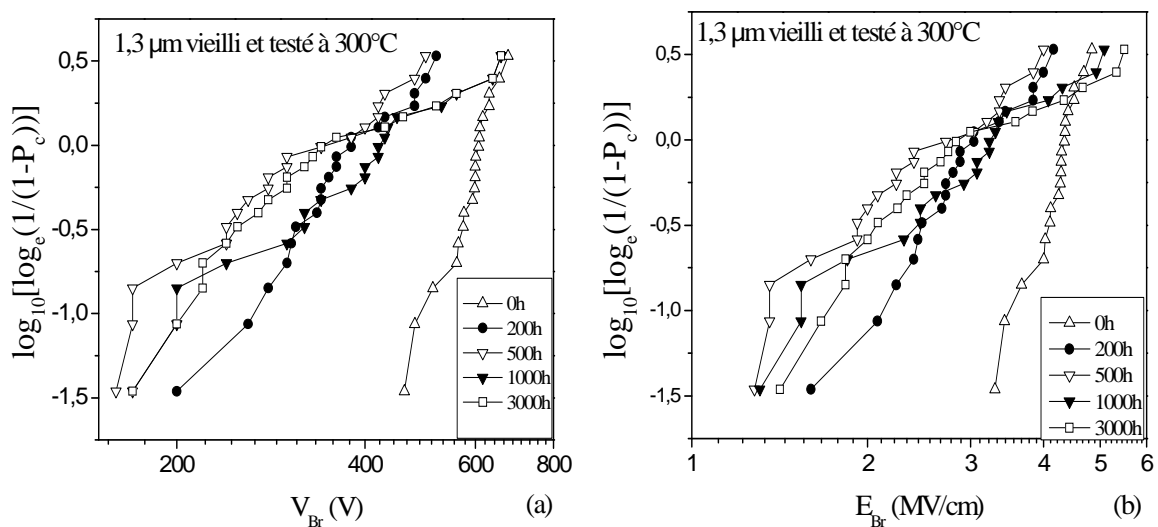 1,3 µm vieilli et testé à 300°C
log10[loge(1/(1-Pc))]
0,5
0,0
-0,5
-1,0
-1,5
0h
200h
500h
1000h
3000h
200
400
600
800
VBr (V)
(a)
1,3 µm vieilli et testé à 300°C
log10[loge(1/(1-Pc))]
0,5
0,0
-0,5
-1,0
-1,5
0h
200h
500h
1000h
3000h
1
2
3
4
5
6
EBr (MV/cm)
(b)